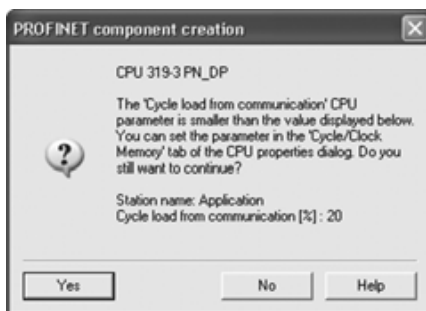 PROFINET component creation
CPU 319-3 PN_DP
The 'Cycle load from communication' CPU
parameter is smaller than the value displayed below.
You can set the parameter in the 'Cycle/Clock
Memory' tab of the CPU properties dialog. Do you
still want to continue?
Station name: Application
Cycle load from communication [%] : 20
Yes
No
Help